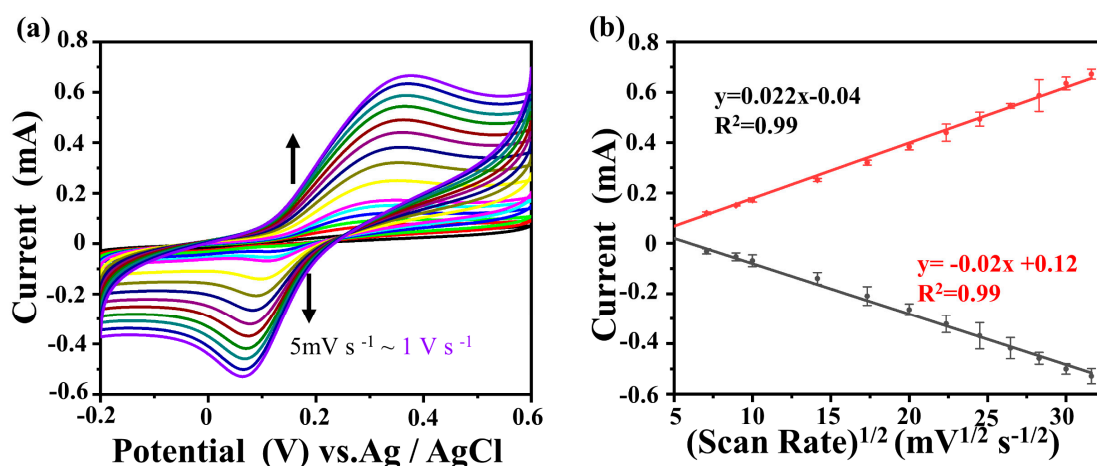 (a)
0.8
0.6
0.4
0.2
0
-0.2
-0.4
-0.6
-0.2
0
0.2
0.4
0.6
Current (mA)
5mV s -1 ~ 1 V s -1
Potential (V) vs.Ag / AgCl
(b)
0.8
0.6
0.4
0.2
0
-0.2
-0.4
-0.6
5
10
15
20
25
30
Current (mA)
y=0.022x-0.04
R2=0.99
y= -0.02x +0.12
R2=0.99
(Scan Rate)1/2 (mV1/2 s-1/2)